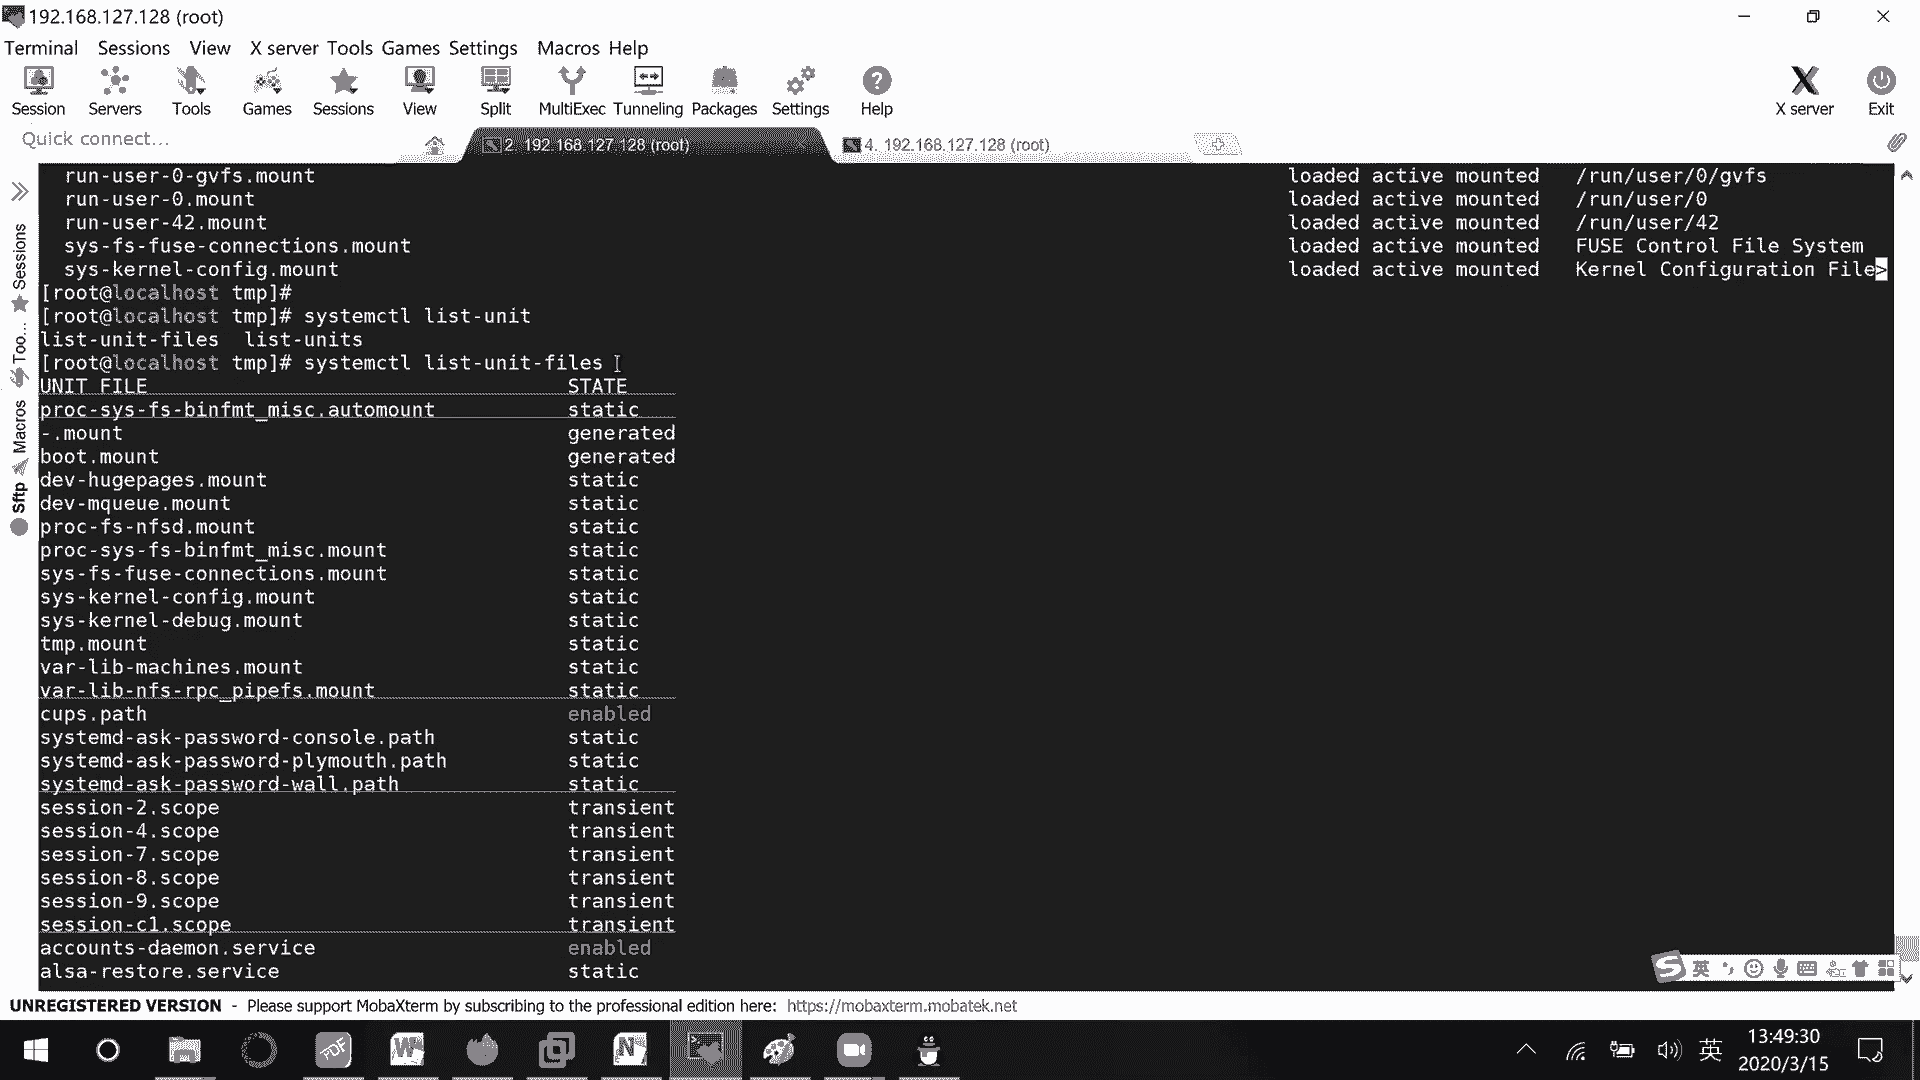 192.168.127.128 (root)
Terminal Sessions View X server Tools Games Settings Macros Help
Session Servers Tools Games Sessions View Split MultiExec Tunneling Packages Settings Help X server Exit
Quick connect... 2. 192.168.127.128 (root) 4. 192.168.127.128 (root)
Sessions
Too...
Macros
Sftp
run-user-0-gvfs.mount loaded active mounted /run/user/0/gvfs
run-user-0.mount loaded active mounted /run/user/0
run-user-42.mount loaded active mounted /run/user/42
sys-fs-fuse-connections.mount loaded active mounted FUSE Control File System
sys-kernel-config.mount loaded active mounted Kernel Configuration File>
[root@localhost tmp]#
[root@localhost tmp]# systemctl list-unit
list-unit-files list-units
[root@localhost tmp]# systemctl list-unit-files
UNIT FILE STATE
proc-sys-fs-binfmt_misc.automount static
-.mount generated
boot.mount generated
dev-hugepages.mount static
dev-mqueue.mount static
proc-fs-nfsd.mount static
proc-sys-fs-binfmt_misc.mount static
sys-fs-fuse-connections.mount static
sys-kernel-config.mount static
sys-kernel-debug.mount static
tmp.mount static
var-lib-machines.mount static
var-lib-nfs-rpc_pipefs.mount static
cups.path enabled
systemd-ask-password-console.path static
systemd-ask-password-plymouth.path static
systemd-ask-password-wall.path static
session-2.scope transient
session-4.scope transient
session-7.scope transient
session-8.scope transient
session-9.scope transient
session-c1.scope transient
accounts-daemon.service enabled
alsa-restore.service static
英
UNREGISTERED VERSION - Please support MobaXterm by subscribing to the professional edition here: https://mobaxterm.mobatek.net
英 13:49:30
2020/3/15